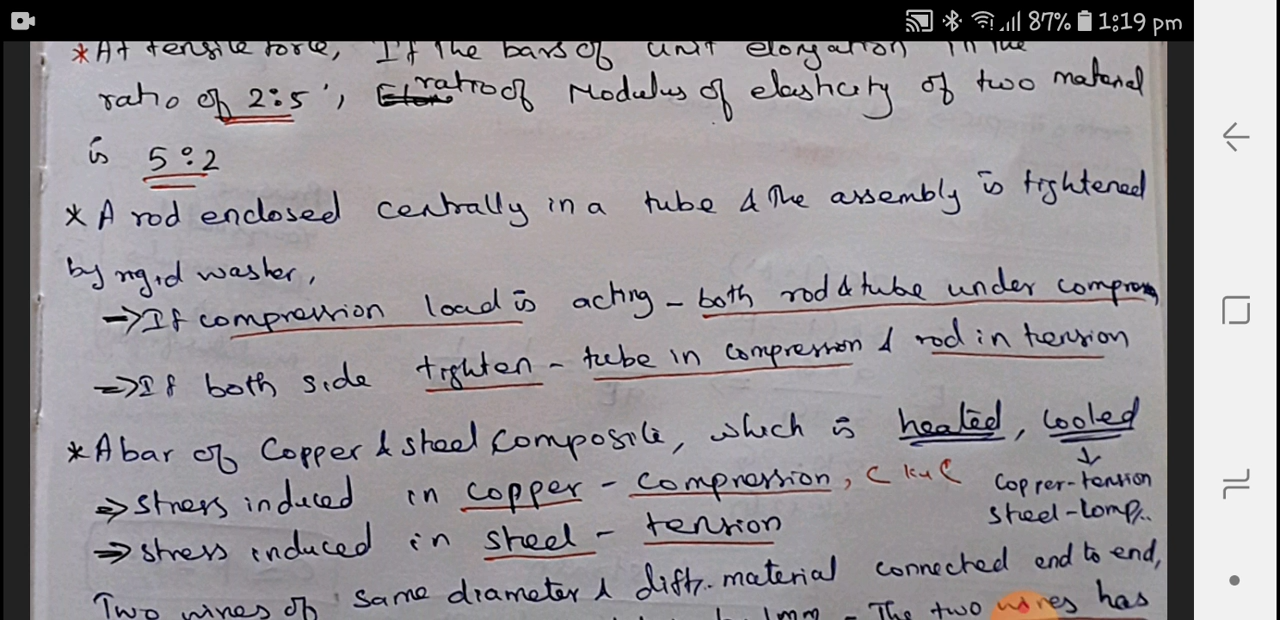 87% 1:19 pm
*At tensile force, If the bars of unit elongation in the
ratio of 2:5', ratio of Modulus of elasticity of two material
is 5:2
* A rod enclosed centrally in a tube & the assembly is tightened
by rigid washer,
→ If compression load is acting - both rod & tube under compren
⇒ If both side tighten - tube in compression & rod in tension
* A bar of Copper & steel composite, which is heated, cooled
⇒ stress induced in copper - compression, C
Copper-tension
steel-comp..
⇒ stress induced in steel - tension
Two wires of same diameter & difft. material connected end to end,
1mm - The two wires has